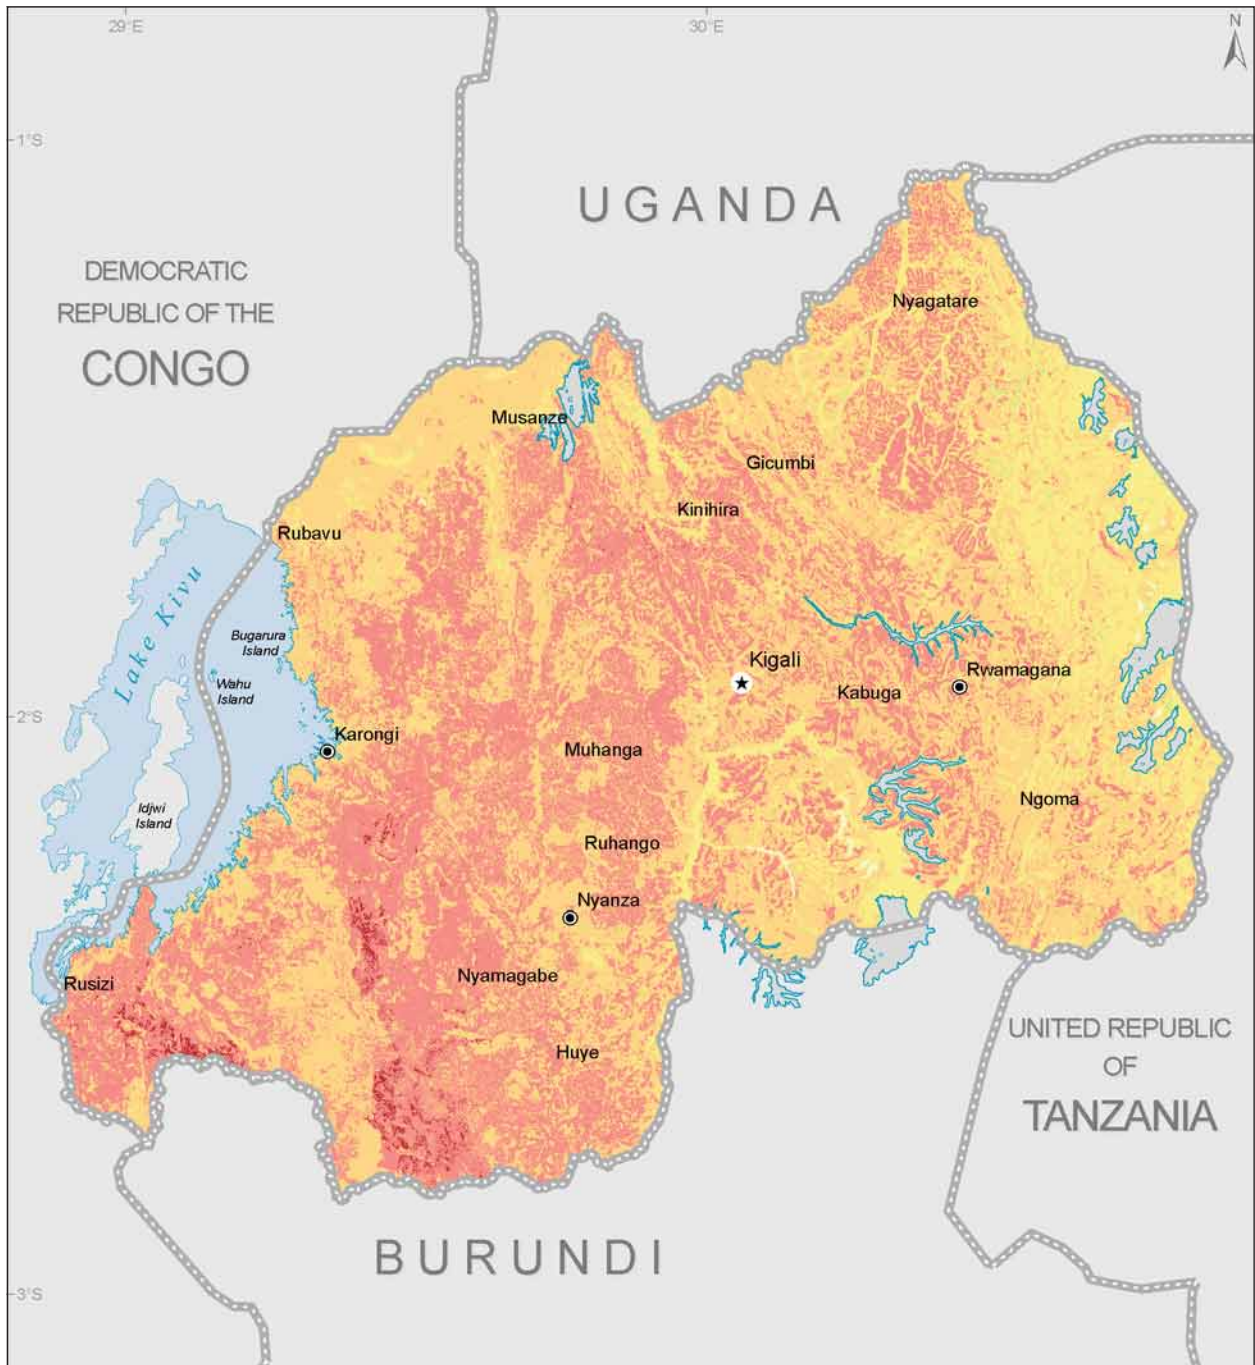 29°E
30°E
N
1°S
UGANDA
DEMOCRATIC
REPUBLIC OF THE
CONGO
Nyagatare
Musanze
Gicumbi
Kinihira
Rubavu
Lake Kivu
Bugarura
Island
Wahu
Island
Kigali
Rwamagana
Kabuga
2°S
Karongi
Muhanga
Idjwi
Island
Ngoma
Ruhango
Nyanza
Nyamagabe
Rusizi
Huye
UNITED REPUBLIC
OF
TANZANIA
BURUNDI
3°S